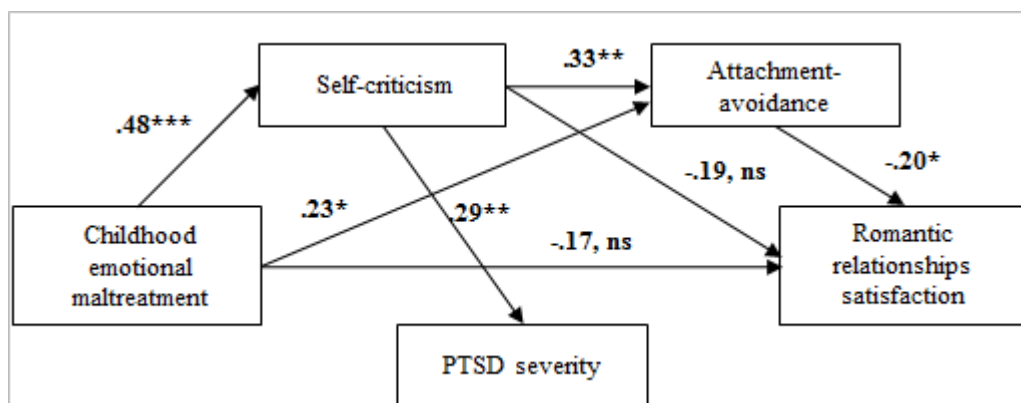 Self-criticism
.33**
Attachment-
avoidance
.48***
-.19, ns
-.20*
Childhood
emotional
maltreatment
.23*
.29**
-.17, ns
Romantic
relationships
satisfaction
PTSD severity